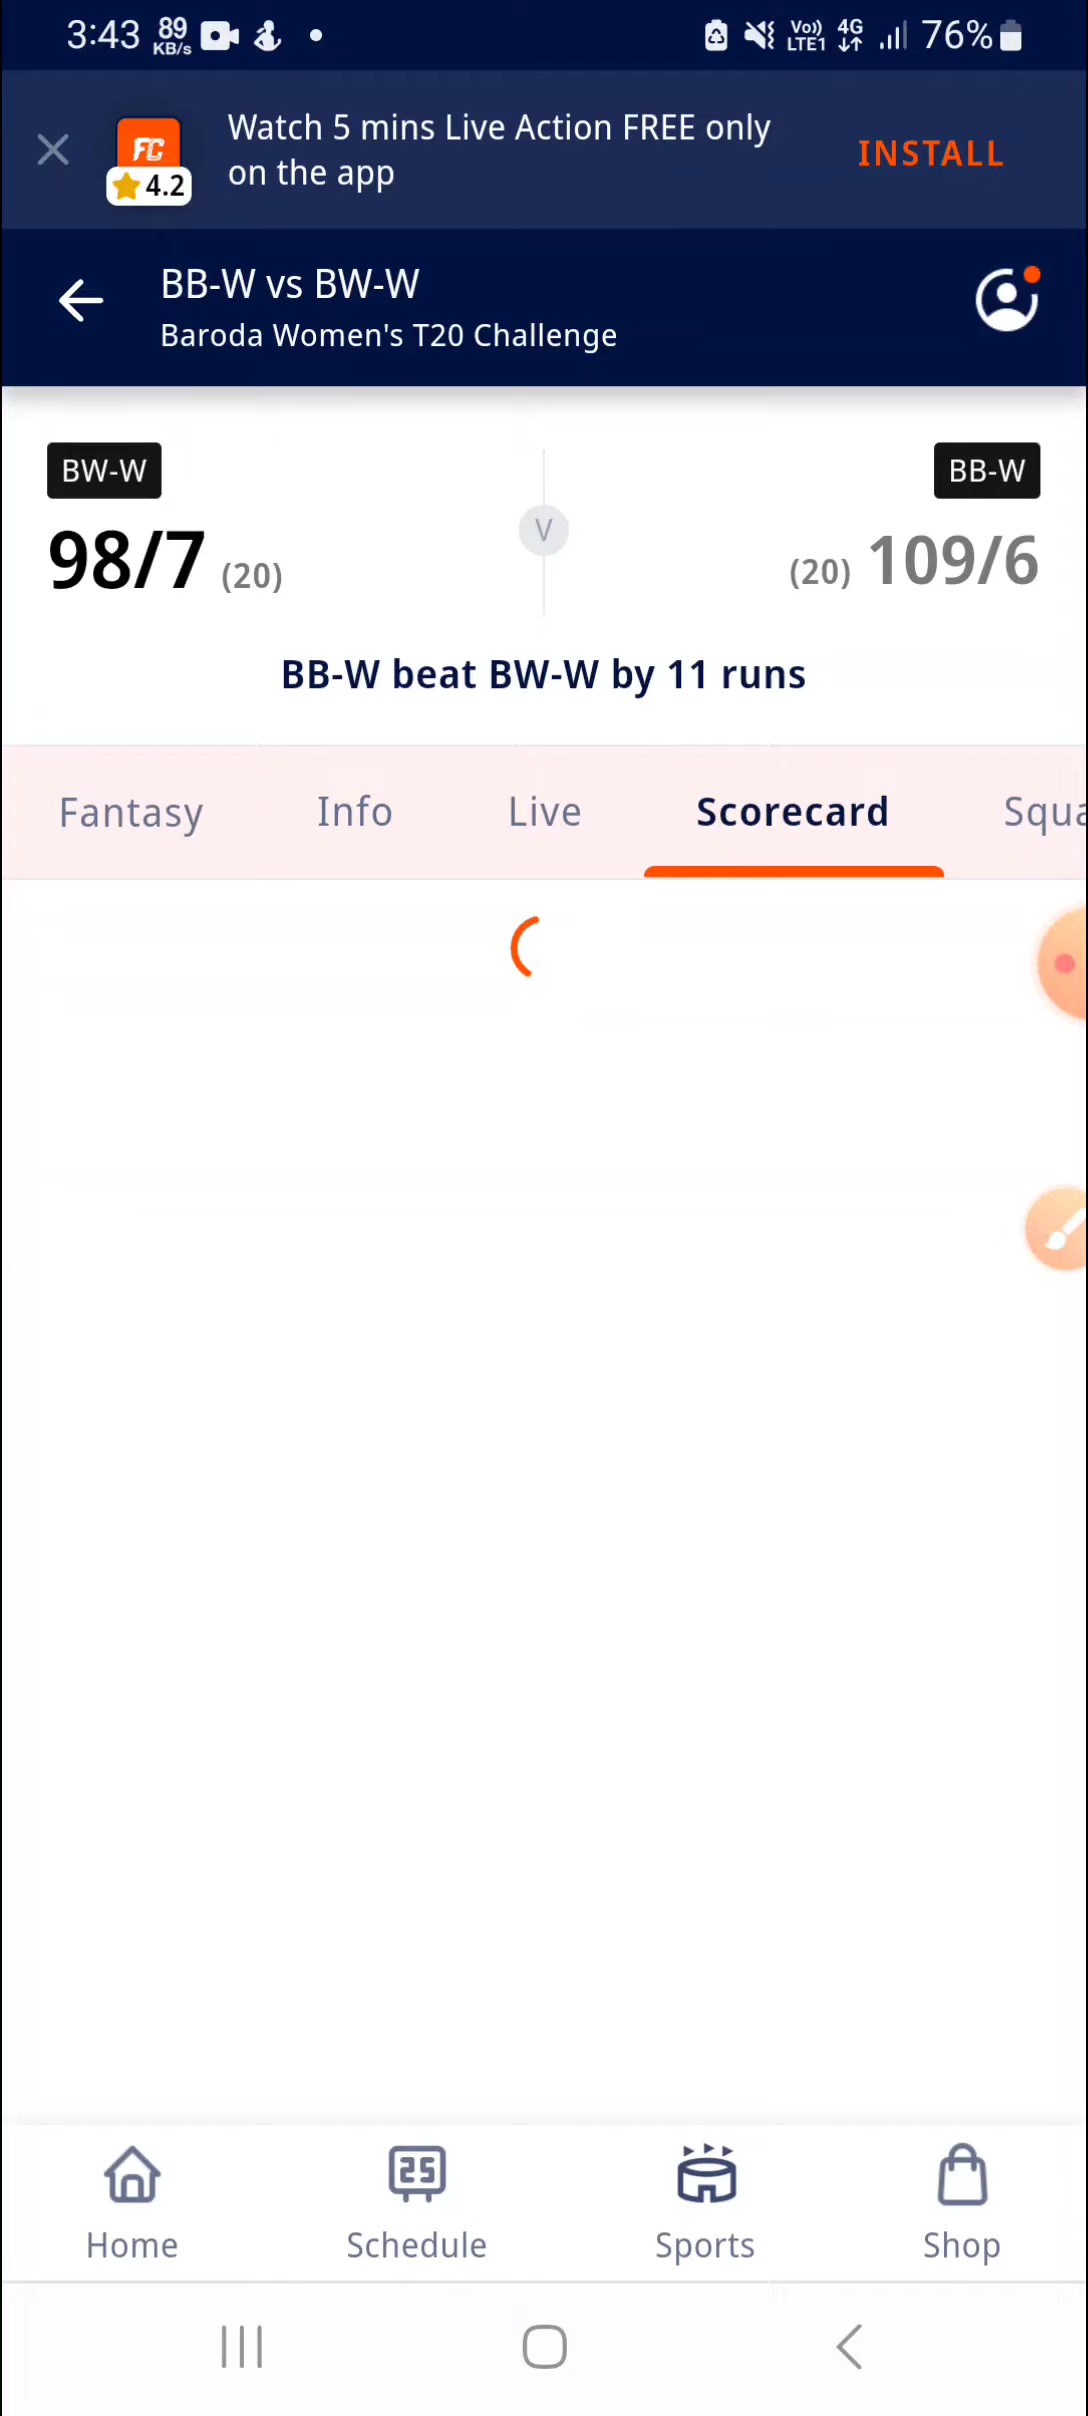 3:43 89 KB/s Vo)) LTE1 4G 76%
Watch 5 mins Live Action FREE only
on the app
INSTALL
FC
4.2
BB-W vs BW-W
Baroda Women's T20 Challenge
BW-W
BB-W
V
98/7 (20)
(20) 109/6
BB-W beat BW-W by 11 runs
Fantasy Info Live Scorecard Squa
25
Home Schedule Sports Shop